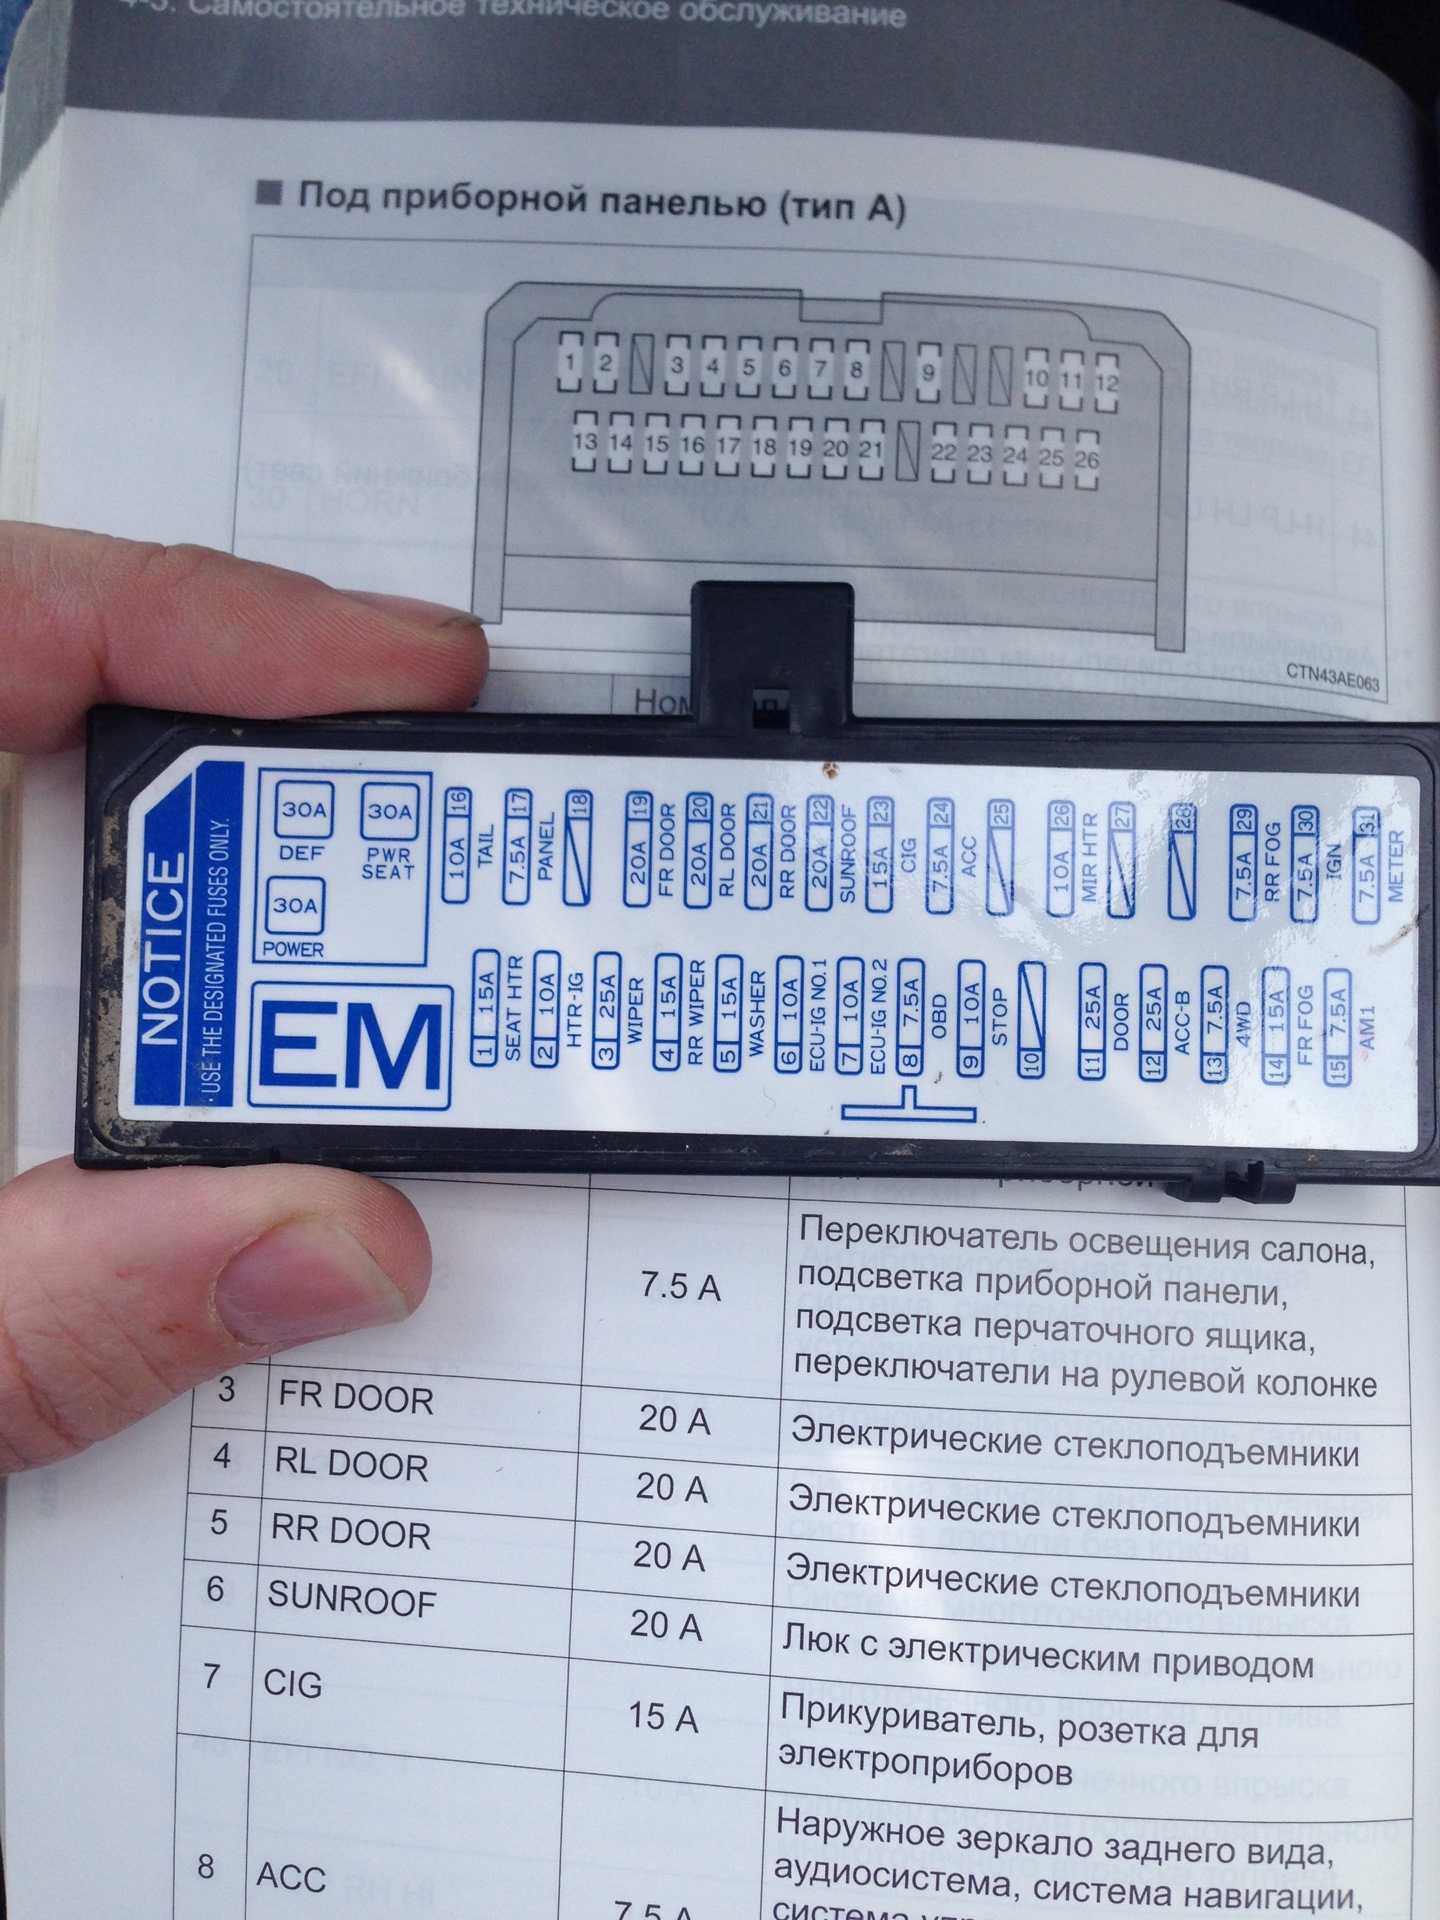 4-3. Самостоятельное техническое обслуживание
Под приборной панелью (тип А)
1 2 3 4 5 6 7 8 9 10 11 12
13 14 15 16 17 18 19 20 21 22 23 24 25 26
CTN43AE063
NOTICE
USE THE DESIGNATED FUSES ONLY.
30A
DEF
30A
PWR SEAT
30A
POWER
EM
10A 16
TAIL
7.5A 17
PANEL
18
20A 19
FR DOOR
20A 20
RL DOOR
20A 21
RR DOOR
20A 22
SUNROOF
15A 23
CIG
7.5A 24
ACC
25
10A 26
MIR HTR
27
28
7.5A 29
RR FOG
7.5A 30
IGN
7.5A 31
METER
1 15A
SEAT HTR
2 10A
HTR-IG
3 25A
WIPER
4 15A
RR WIPER
5 15A
WASHER
6 10A
ECU-IG NO.1
7 10A
ECU-IG NO.2
8 7.5A
OBD
9 10A
STOP
10
11 25A
DOOR
12 25A
ACC-B
13 7.5A
4WD
14 15A
FR FOG
15 7.5A
AM1
7.5 А
Переключатель освещения салона,
подсветка приборной панели,
подсветка перчаточного ящика,
переключатели на рулевой колонке
3 FR DOOR 20 А Электрические стеклоподъемники
4 RL DOOR 20 А Электрические стеклоподъемники
5 RR DOOR 20 А Электрические стеклоподъемники
6 SUNROOF 20 А Люк с электрическим приводом
7 CIG 15 А Прикуриватель, розетка для
электроприборов
8 ACC 7.5 А Наружное зеркало заднего вида,
аудиосистема, система навигации,
система